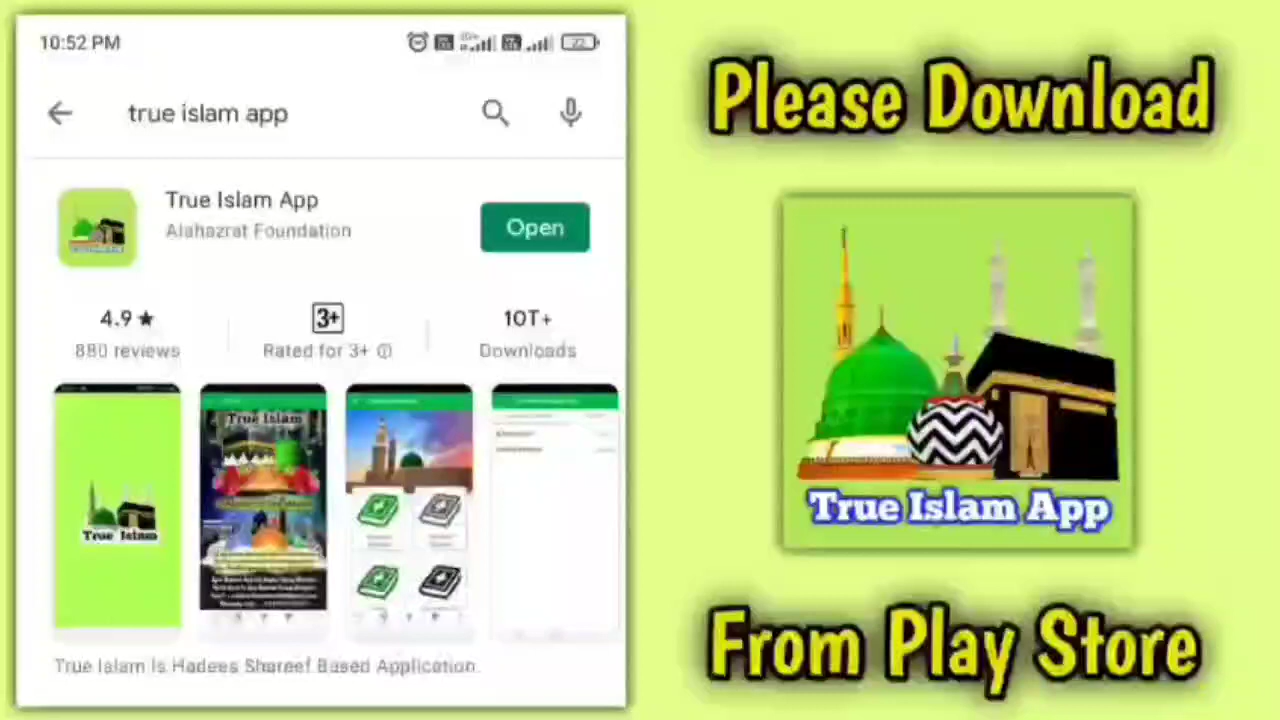 10:52 PM
true islam app
True Islam App
Alahazrat Foundation
Open
4.9 ★
880 reviews
3+
Rated for 3+
10T+
Downloads
True Islam
True Islam
True Islam Is Hadees Shareef Based Application.
Please Download
True Islam App
From Play Store